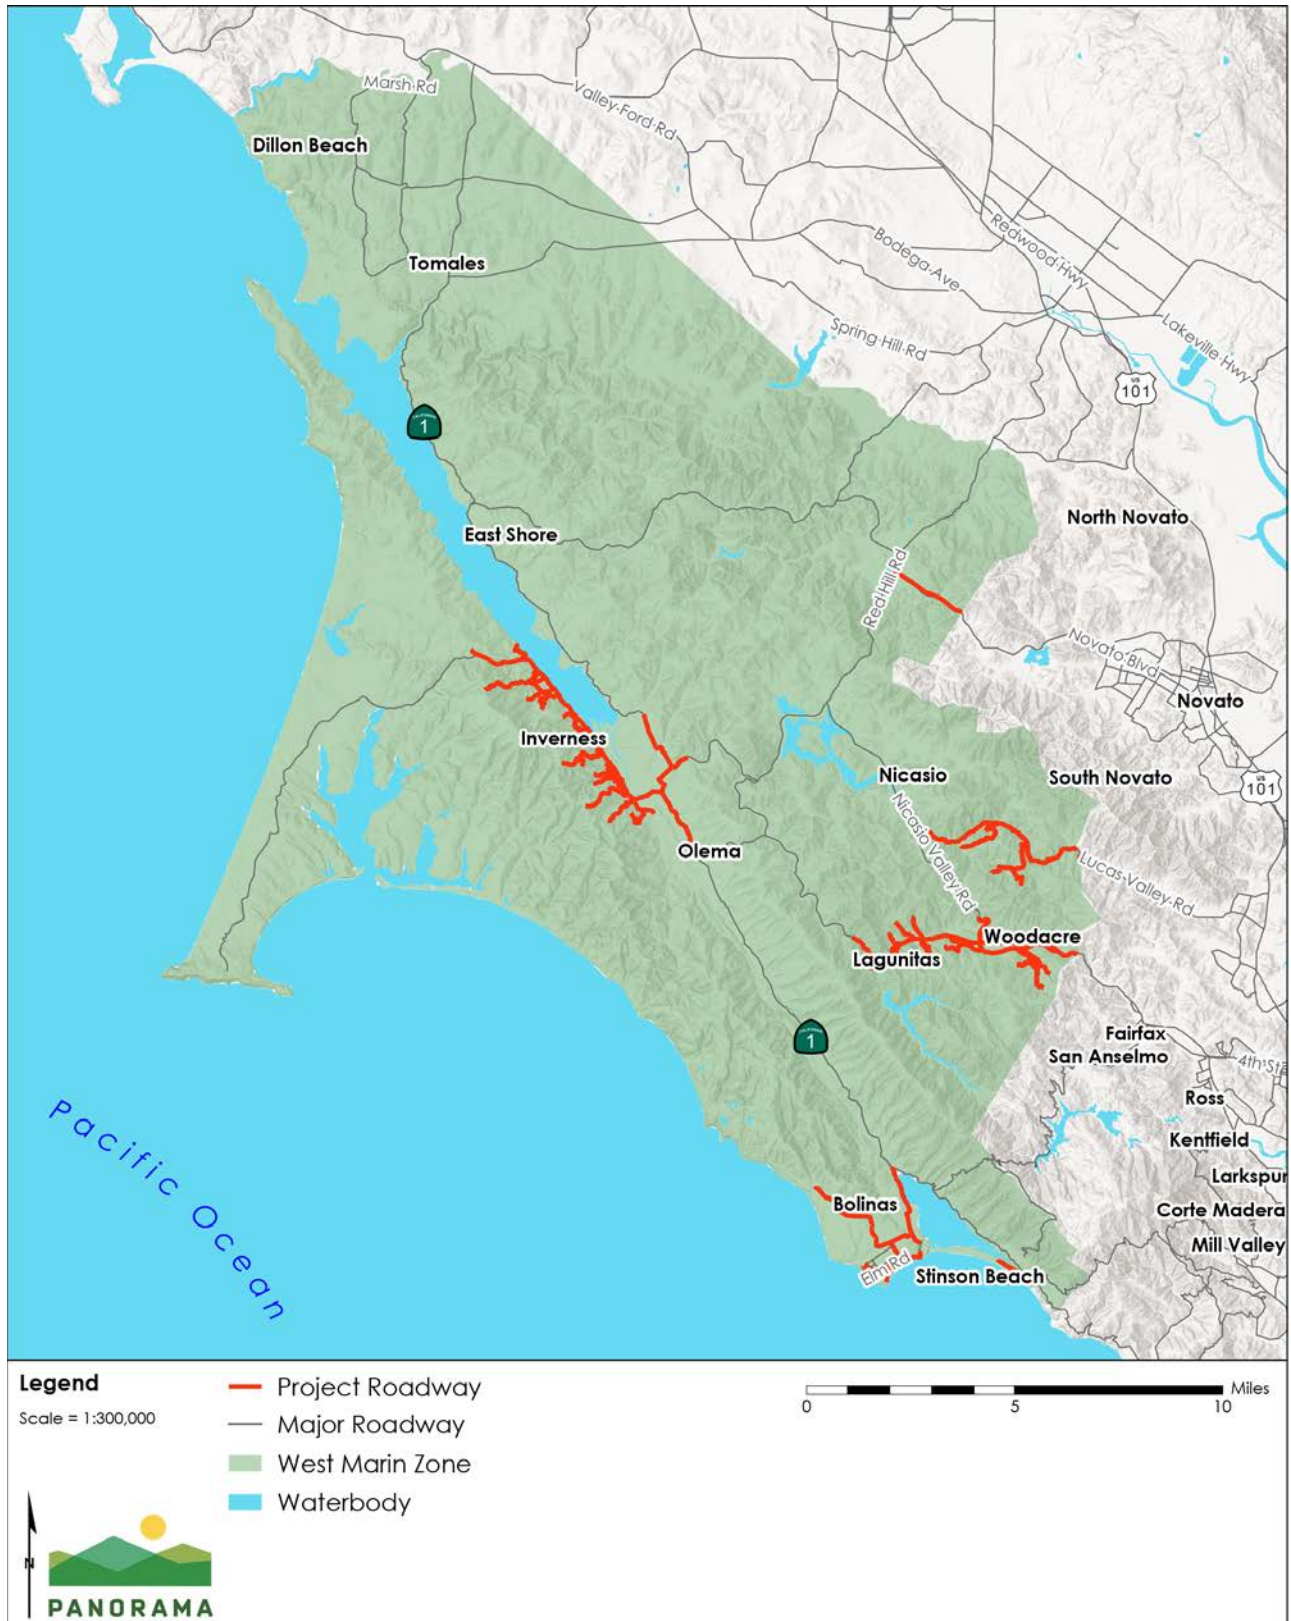 Marsh Rd
Valley Ford Rd
Dillon Beach
Redwood Hwy
Bodega Ave
Tomales
Spring Hill Rd
Lakeville Hwy
US
101
CALIFORNIA
1
North Novato
East Shore
Red Hill Rd
Novato Blvd
Novato
Inverness
Nicasio
South Novato
US
101
Nicasio Valley Rd
Olema
Lucas Valley Rd
Woodacre
Lagunitas
CALIFORNIA
1
Fairfax
San Anselmo
4th St
Ross
Pacific Ocean
Kentfield
Larkspur
Bolinas
Corte Madera
Mill Valley
Elm Rd
Stinson Beach
Legend
Scale = 1:300,000
Project Roadway
Major Roadway
West Marin Zone
Waterbody
Miles
0 5 10
N
PANORAMA